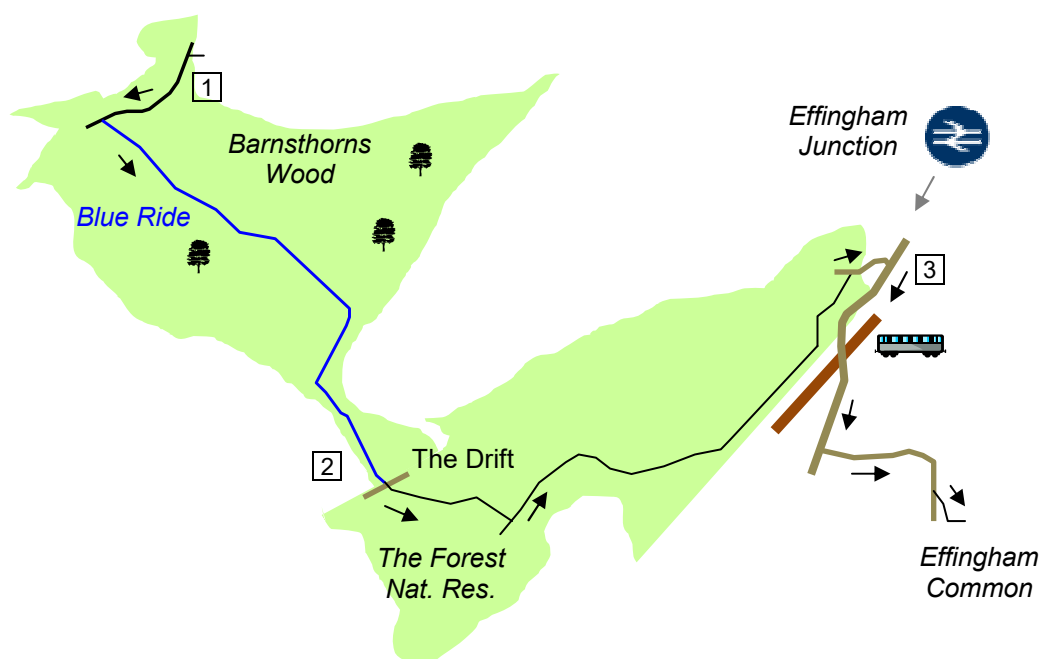 1
Barnsthorns
Wood
Effingham
Junction
Blue Ride
3
2
The Drift
The Forest
Nat. Res.
Effingham
Common